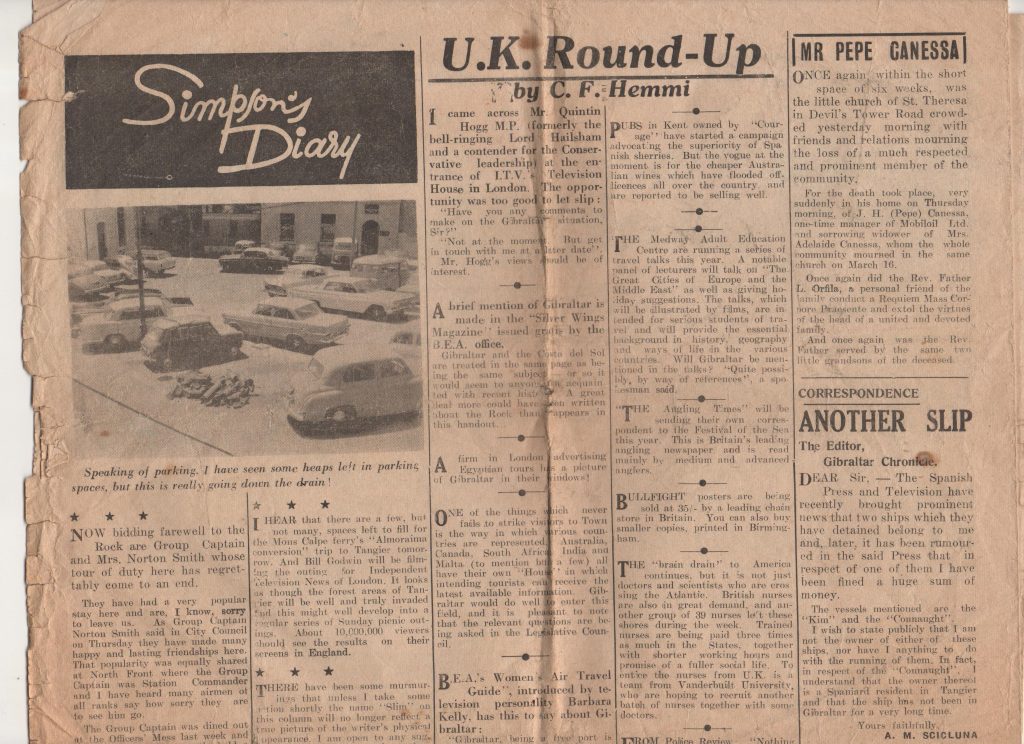 Simpson's
Diary
Speaking of parking, I have seen some heaps left in parking
spaces, but this is really going down the drain!
★ ★ ★
NOW bidding farewell to the
Rock are Group Captain
and Mrs. Norton Smith whose
tour of duty here has regret-
tably come to an end.
They have had a very popular
stay here and are, I know, sorry
to leave us. As Group Captain
Norton Smith said in City Council
on Thursday they have made many
happy and lasting friendships here.
That popularity was equally shared
at North Front where the Group
Captain was Station Commander
and I have heard many airmen of
all ranks say how sorry they are
to see him go.
The Group Captain was dined out
at the Officers' Mess last week and
★ ★ ★
I HEAR that there are a few, but
not many, spaces left to fill for
the Mons Calpe ferry's "Almoraima
conversion" trip to Tangier tomor-
row. And Bill Godwin will be film-
ing the outing for Independent
Television News of London. It looks
as though the forest areas of Tan-
gier will be well and truly invaded
and this might well develop into a
regular series of Sunday picnic out-
ings. About 10,000,000 viewers
should see the results on their
screens in England.
★ ★ ★
THERE have been some murmur-
ings that unless I take some
action shortly the name "Slim" on
this column will no longer reflect a
true picture of the writer's physical
appearance. I am open to any sug-
U.K. Round-Up
by C. F. Hemmi
I came across Mr. Quintin
Hogg M.P. (formerly the
bell-ringing Lord Hailsham
and a contender for the Conser-
vative leadership) at the en-
trance of I.T.V.'s Television
House in London. The oppor-
tunity was too good to let slip:
"Have you any comments to
make on the Gibraltar situation,
Sir?"
"Not at the moment. But get
in touch with me at a later date".
Mr. Hogg's views should be of
interest.
A brief mention of Gibraltar is
made in the "Silver Wings
Magazine" issued gratis by the
B.E.A. office.
Gibraltar and the Costa del Sol
are treated in the same page as be-
ing the same subject, or so it
would seem to anyone acquain-
ted with recent history. A great
deal more could have been written
about the Rock than appears in
this handout.
A firm in London advertising
Egyptian tours has a picture
of Gibraltar in their windows!
ONE of the things which never
fails to strike visitors to Town
is the way in which various coun-
tries are represented. Australia,
Canada, South Africa, India and
Malta (to mention but a few) all
have their own "House" in which
intending tourists can receive the
latest available information. Gib-
raltar would do well to enter this
field, and it is pleasant to note
that the relevant questions are be-
ing asked in the Legislative Coun-
cil.
B.E.A.'s Women's Air Travel
Guide", introduced by te-
levision personality Barbara
Kelly, has this to say about Gi-
braltar:
"Gibraltar, being a free port is
PUBS in Kent owned by "Cour-
age" have started a campaign
advocating the superiority of Spa-
nish sherries. But the vogue at the
moment is for the cheaper Austra-
lian wines which have flooded off
licences all over the country and
are reported to be selling well.
THE Medway Adult Education
Centre are running a series of
travel talks this year. A notable
panel of lecturers will talk on "The
Great Cities of Europe and the
Middle East" as well as giving ho-
liday suggestions. The talks, which
will be illustrated by films, are in-
tended for serious students of tra-
vel and will provide the essential
background in history, geography
and ways of life in the various
countries. Will Gibraltar be men-
tioned in the talks? "Quite possi-
bly, by way of references", a spo-
kesman said.
"THE Angling Times" will be
sending their own corres-
pondent to the Festival of the Sea
this year. This is Britain's leading
angling newspaper and is read
mainly by medium and advanced
anglers.
BULLFIGHT posters are being
sold at 35/- by a leading chain
store in Britain. You can also buy
smaller copies, printed in Birming-
ham.
THE "brain drain" to America
continues, but it is not just
doctors and scientists who are cros-
sing the Atlantic. British nurses
are also in great demand, and an-
other group of 39 nurses left these
shores during the week. Trained
nurses are being paid three times
as much in the States, together
with shorter working hours and
promise of a fuller social life. To
entice the nurses from U.K. is a
team from Vanderbuilt University,
who are hoping to recruit another
batch of nurses together with some
doctors.
FROM Police Review "Nothing
MR PEPE CANESSA
ONCE again within the short
space of six weeks, was
the little church of St. Theresa
in Devil's Tower Road crowd-
ed yesterday morning with
friends and relations mourning
the loss of a much respected
and prominent member of the
community.
For the death took place, very
suddenly in his home on Thursday
morning, of J. H. (Pepe) Canessa,
one-time manager of Mobiloil Ltd.
and sorrowing widower of Mrs.
Adelaide Canessa, whom the whole
community mourned in the same
church on March 16.
Once again did the Rev. Father
L. Orfila, a personal friend of the
family conduct a Requiem Mass Cor-
pore Praesente and extol the virtues
of the head of a united and devoted
family.
And once again was the Rev.
Father served by the same two
little grandsons of the deceased.
CORRESPONDENCE
ANOTHER SLIP
The Editor,
Gibraltar Chronicle.
DEAR Sir, — The Spanish
Press and Television have
recently brought prominent
news that two ships which they
have detained belong to me
and, later, it has been rumour-
ed in the said Press that in
respect of one of them I have
been fined a huge sum of
money.
The vessels mentioned are the
"Kim" and the "Connaught".
I wish to state publicly that I am
not the owner of either of these
ships, nor have I anything to do
with the running of them. In fact,
in respect of the "Connaught", I
understand that the owner thereof
is a Spaniard resident in Tangier
and that the ship has not been in
Gibraltar for a very long time.
Yours faithfully,
A. M. SCICLUNA